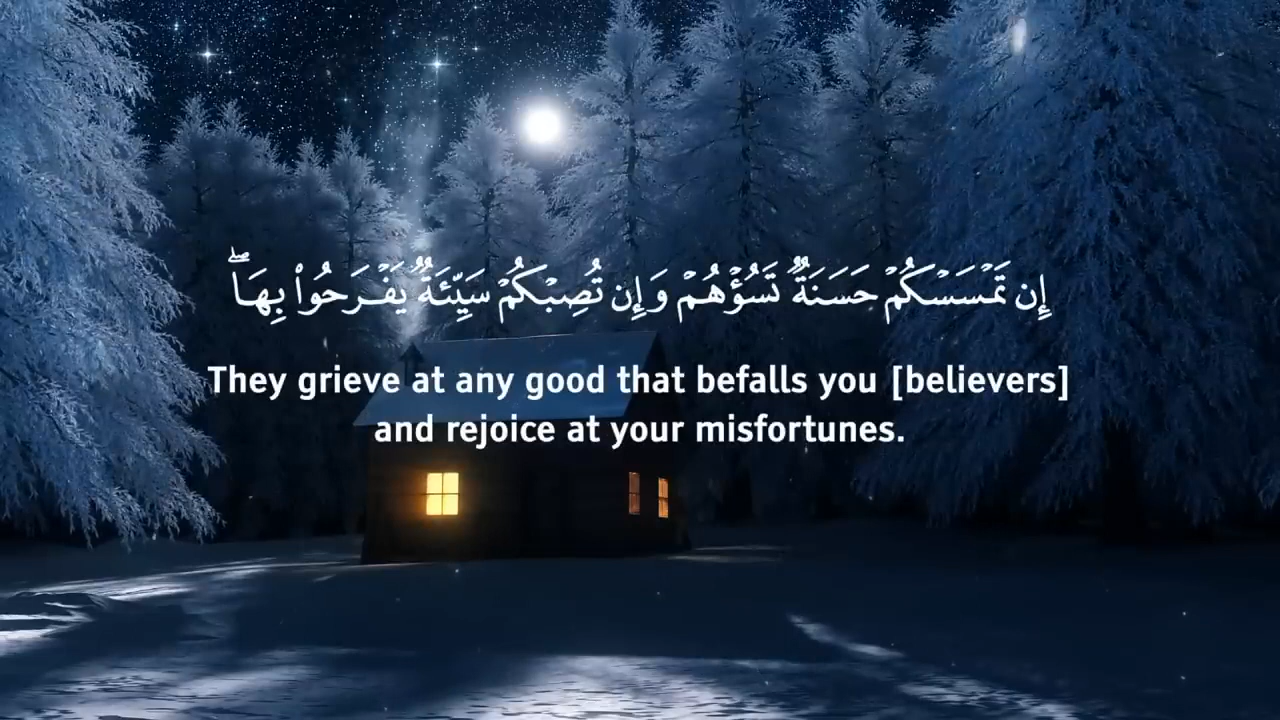 إِن تَمْسَسْكُمْ حَسَنَةٌ تَسُؤْهُمْ وَإِن تُصِبْكُمْ سَيِّئَةٌ يَفْرَحُوا۟ بِهَا ۖ
They grieve at any good that befalls you [believers]
and rejoice at your misfortunes.